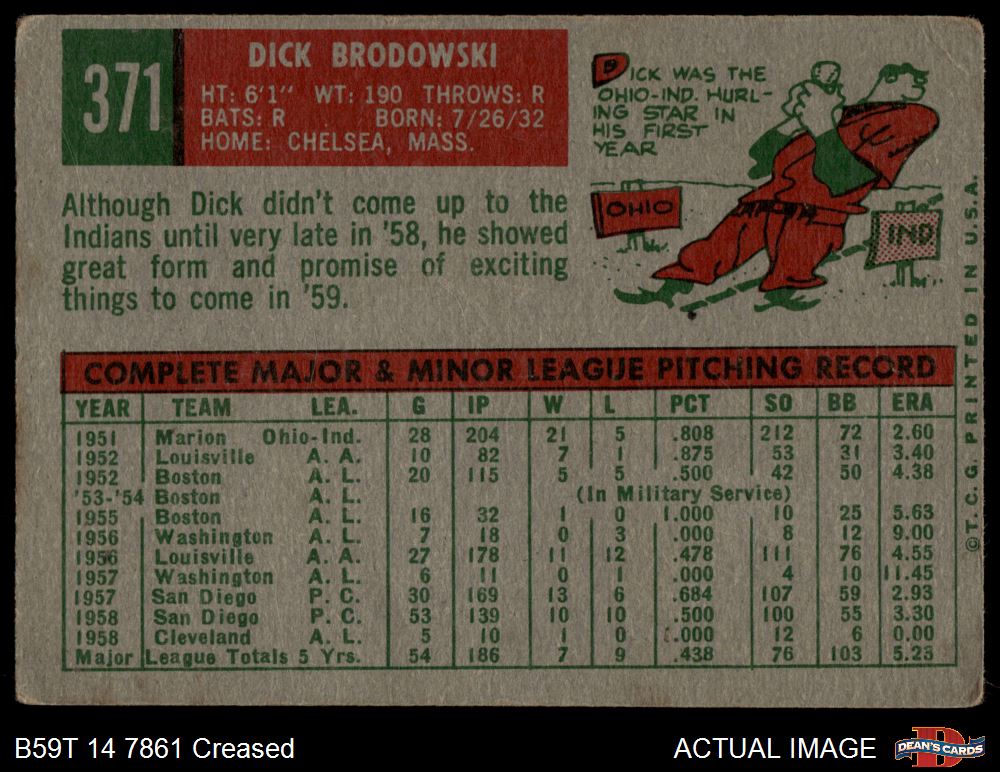 371
DICK BRODOWSKI
HT: 6'1" WT: 190 THROWS: R
BATS: R BORN: 7/26/32
HOME: CHELSEA, MASS.
DICK WAS THE
OHIO-IND. HURL-
ING STAR IN
HIS FIRST
YEAR
OHIO
IND
Although Dick didn't come up to the
Indians until very late in '58, he showed
great form and promise of exciting
things to come in '59.
COMPLETE MAJOR & MINOR LEAGUE PITCHING RECORD
YEAR TEAM LEA. G IP W L PCT SO BB ERA
1951 Marion Ohio-Ind. 28 204 21 5 .808 212 72 2.60
1952 Louisville A. A. 10 82 7 1 .875 53 31 3.40
1952 Boston A. L. 20 115 5 5 .500 42 50 4.38
'53-'54 Boston A. L. (In Military Service)
1955 Boston A. L. 16 32 1 0 1.000 10 25 5.63
1956 Washington A. L. 7 18 0 3 .000 8 12 9.00
1956 Louisville A. A. 27 178 11 12 .478 111 76 4.55
1957 Washington A. L. 6 11 0 1 .000 4 10 11.45
1957 San Diego P. C. 30 169 13 6 .684 107 59 2.93
1958 San Diego P. C. 53 139 10 10 .500 100 55 3.30
1958 Cleveland A. L. 5 10 1 0 1.000 12 6 0.00
Major League Totals 5 Yrs. 54 186 7 9 .438 76 103 5.23
©T. C. G. PRINTED IN U.S.A.
B59T 14 7861 Creased
ACTUAL IMAGE
DEAN'S CARDS